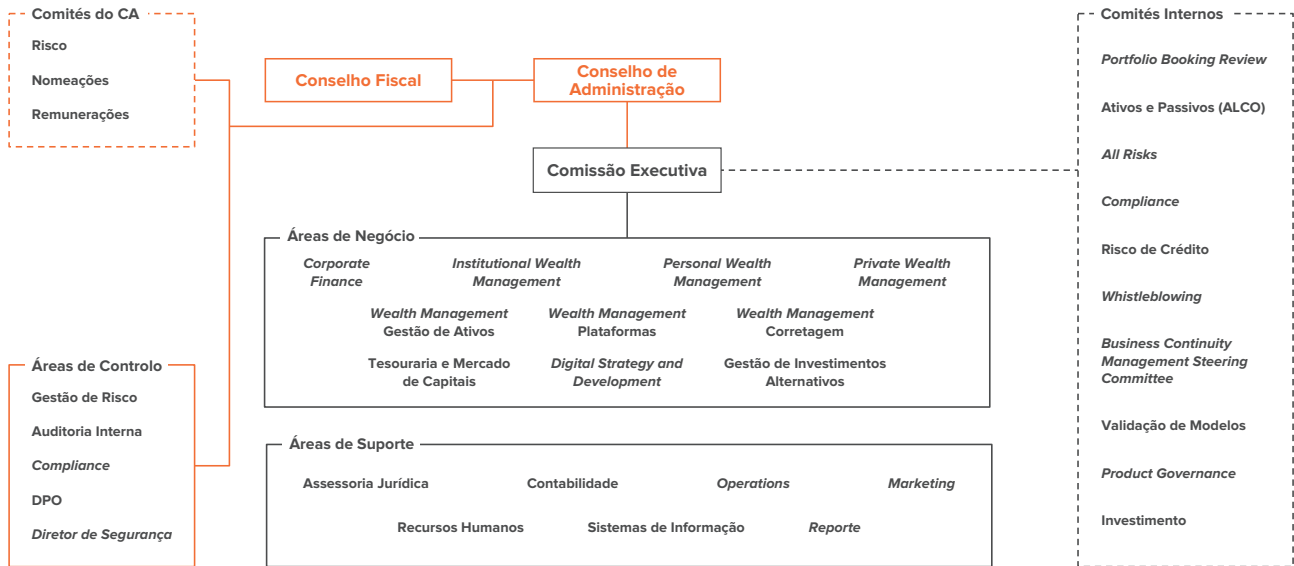 Comités do CA
Risco
Nomeações
Remunerações
Conselho Fiscal
Conselho de
Administração
Comissão Executiva
Áreas de Negócio
Corporate
Finance
Institutional Wealth
Management
Personal Wealth
Management
Private Wealth
Management
Wealth Management
Gestão de Ativos
Wealth Management
Plataformas
Wealth Management
Corretagem
Tesouraria e Mercado
de Capitais
Digital Strategy and
Development
Gestão de Investimentos
Alternativos
Áreas de Controlo
Gestão de Risco
Auditoria Interna
Compliance
DPO
Diretor de Segurança
Áreas de Suporte
Assessoria Jurídica
Contabilidade
Operations
Marketing
Recursos Humanos
Sistemas de Informação
Reporte
Comités Internos
Portfolio Booking Review
Ativos e Passivos (ALCO)
All Risks
Compliance
Risco de Crédito
Whistleblowing
Business Continuity
Management Steering
Committee
Validação de Modelos
Product Governance
Investimento